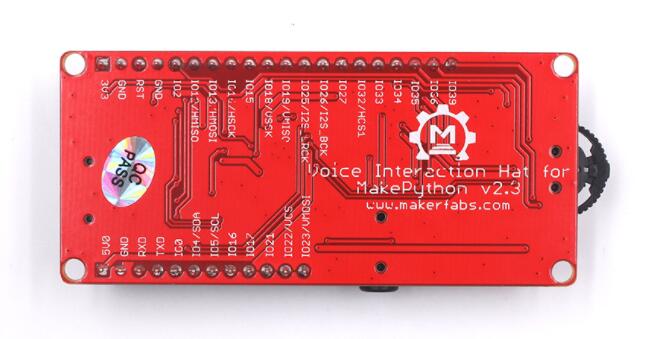 3V3
GND
RST
GND
IO2
IO12/HMISO
IO13/HMOSI
IO14/HSCK
IO15
IO18/VSCK
IO19/VMISO
IO25/I2S_LRCK
IO26/I2S_BCK
IO27
IO32/HCS1
IO33
IO34
IO35
IO39
M
QC
PASS
Voice Interaction Hat for
MakePython v2.3
www.makerfabs.com
5V0
GND
RXD
TXD
IO0
IO4/SDA
IO5/SCL
IO16
IO17
IO21
IO22/VCS
IO23/VMOSI